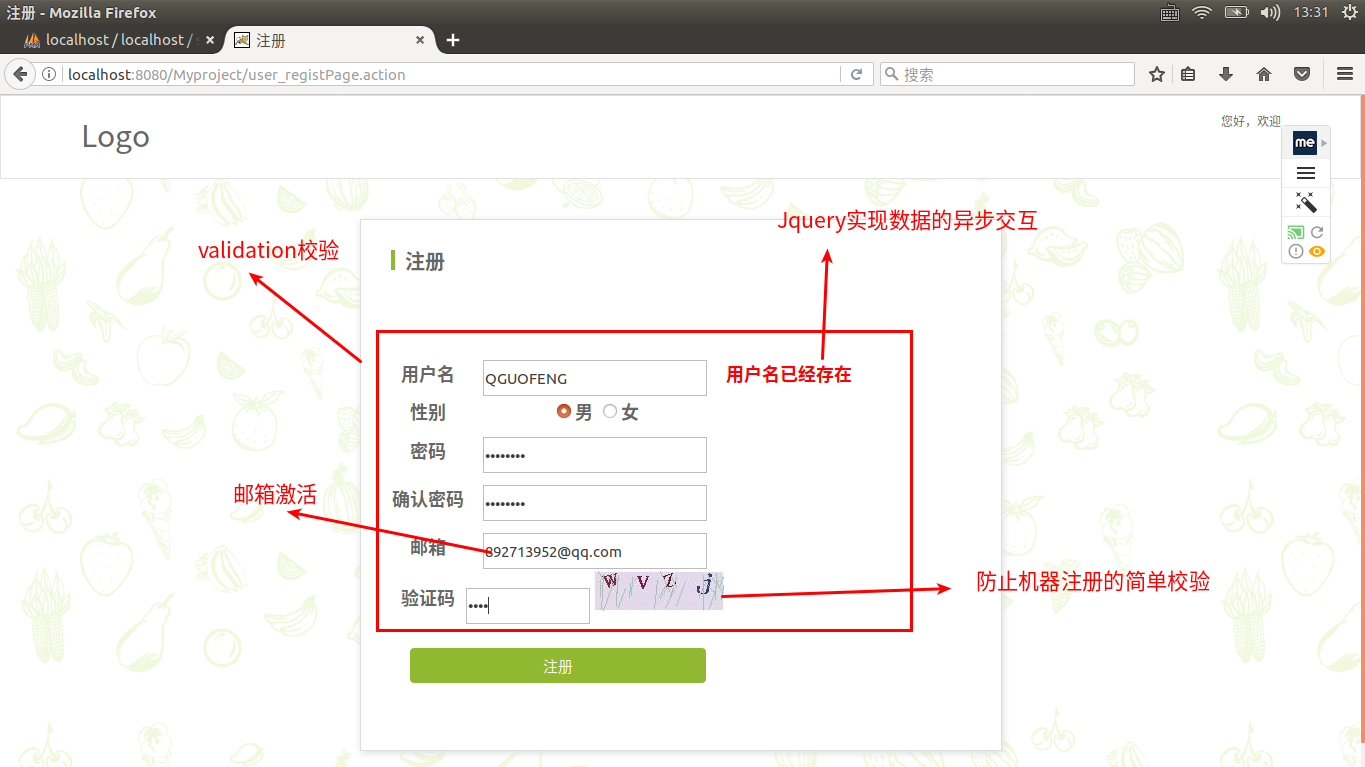 注册 - Mozilla Firefox
13:31
localhost / localhost /
注册
localhost:8080/Myproject/user_registPage.action
搜索
Logo
您好，欢迎
me
Jquery实现数据的异步交互
validation校验
注册
用户名
QGUOFENG
用户名已经存在
性别
男
女
密码
确认密码
邮箱激活
邮箱
892713952@qq.com
验证码
w v z j
防止机器注册的简单校验
注册